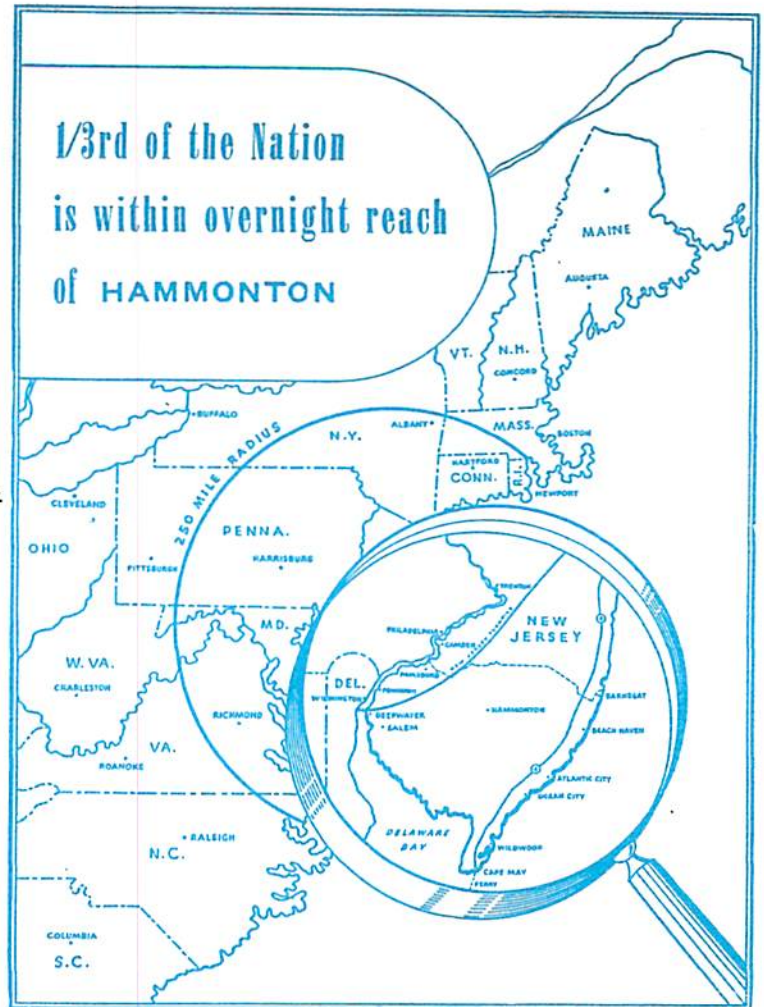 1/3rd of the Nation
is within overnight reach
of HAMMONTON
MAINE
AUGUSTA
VT.
N.H.
CONCORD
BUFFALO
N.Y.
ALBANY
MASS.
BOSTON
250 MILE RADIUS
HARTFORD
CONN.
R.I.
NEWPORT
CLEVELAND
OHIO
PENNA.
PITTSBURGH
HARRISBURG
TRENTON
MD.
PHILADELPHIA
CAMDEN
NEW
JERSEY
W. VA.
CHARLESTON
PAULSBORO
DEL.
WILMINGTON
PENNSVILLE
BARNEGAT
RICHMOND
DEEPWATER
SALEM
HAMMONTON
BEACH HAVEN
VA.
ROANOKE
ATLANTIC CITY
OCEAN CITY
RALEIGH
N.C.
DELAWARE
BAY
WILDWOOD
CAPE MAY
FERRY
COLUMBIA
S.C.